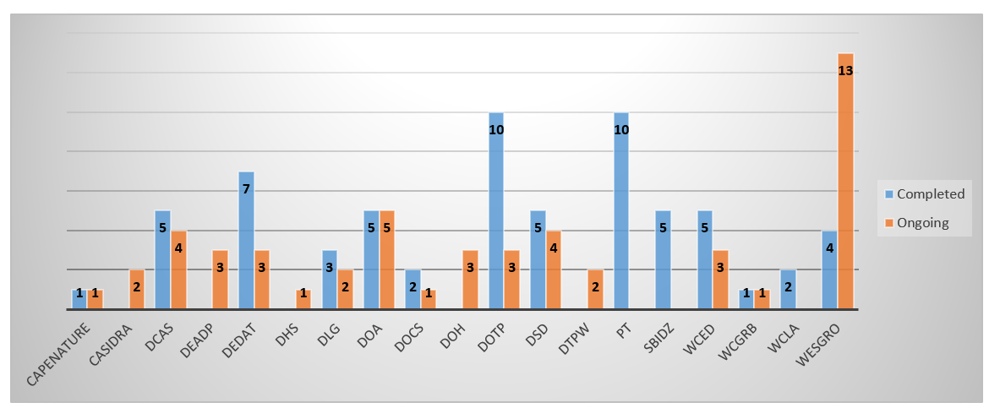 13
10
10
7
5
5
5
5
5
5
4
4
4
3
3
3
3
3
3
2
2
2
2
2
1
1
1
1
1
1
Completed
Ongoing
CAPENATURE
CASIDRA
DCAS
DEADP
DEDAT
DHS
DLG
DOA
DOCS
DOH
DOTP
DSD
DTPW
PT
SBIDZ
WCED
WCGRB
WCLA
WESGRO